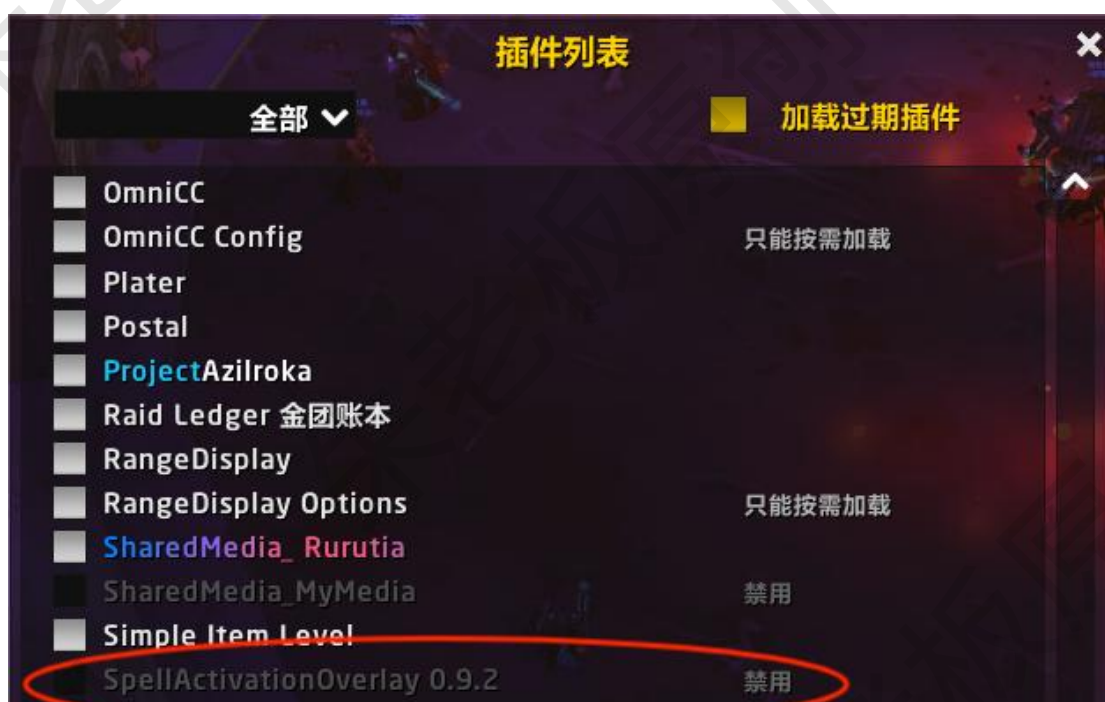 插件列表
全部
加载过期插件
OmniCC
OmniCC Config 只能按需加载
Plater
Postal
ProjectAzilroka
Raid Ledger 金团账本
RangeDisplay
RangeDisplay Options 只能按需加载
SharedMedia_ Rurutia
SharedMedia_MyMedia 禁用
Simple Item Level
SpellActivationOverlay 0.9.2 禁用